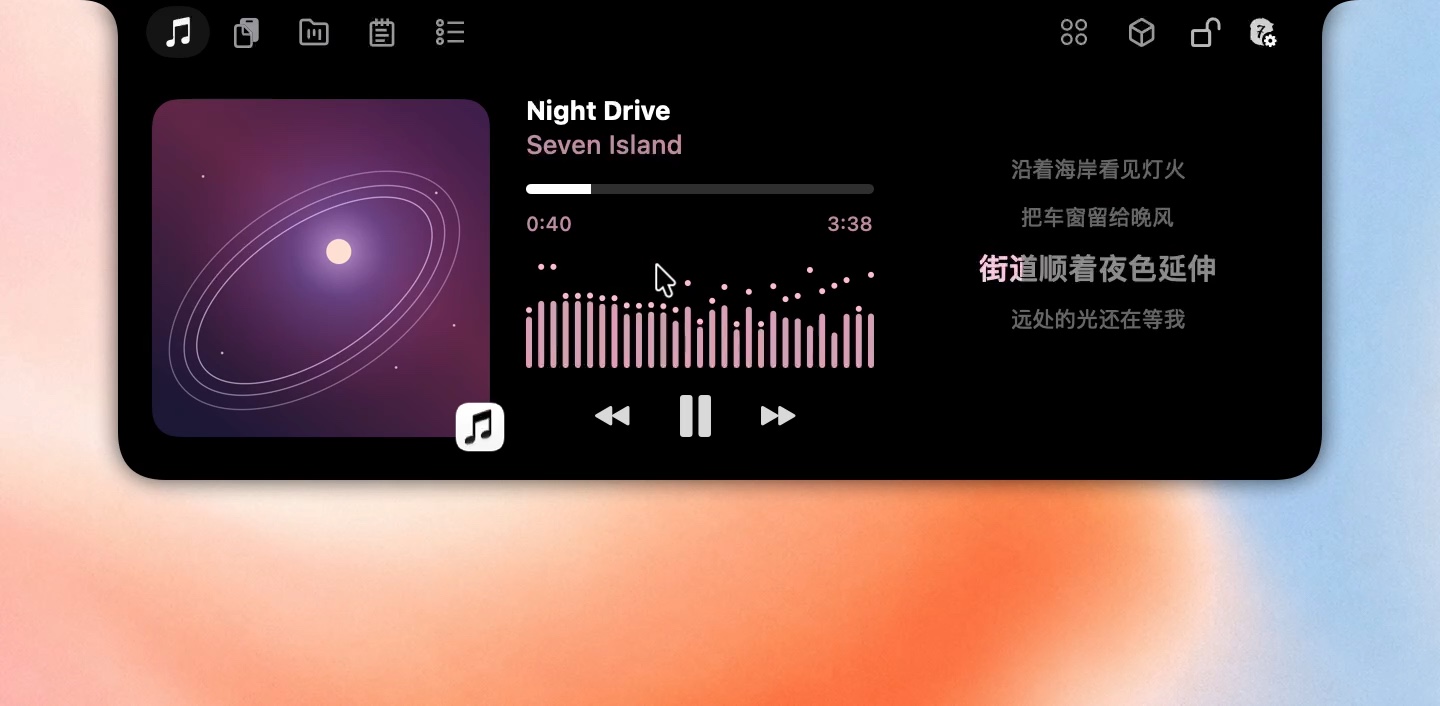 Night Drive
Seven Island
0:40
3:38
沿着海岸看见灯火
把车窗留给晚风
街道顺着夜色延伸
远处的光还在等我
7